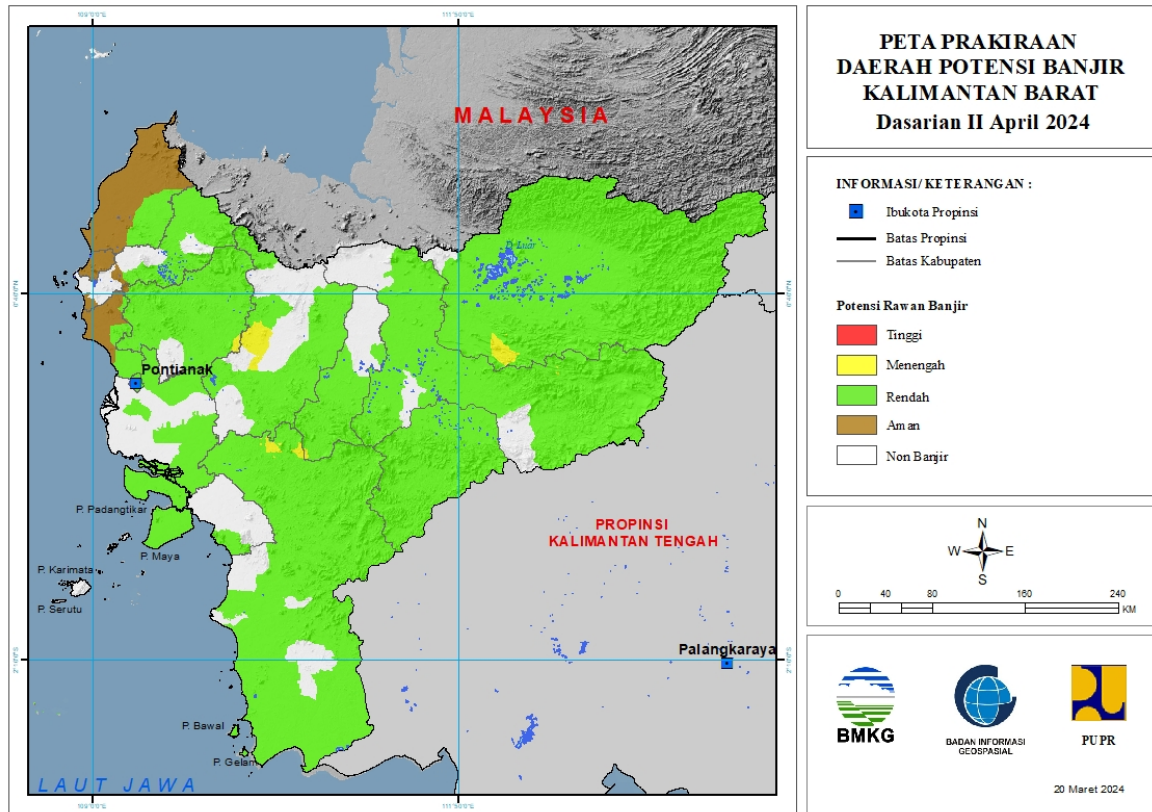 PETA PRAKIRAAN
DAERAH POTENSI BANJIR
KALIMANTAN BARAT
Dasarian II April 2024
INFORMASI/ KETERANGAN :
Ibukota Propinsi
Batas Propinsi
Batas Kabupaten
Potensi Rawan Banjir
Tinggi
Menengah
Rendah
Aman
Non Banjir
N
W E
S
0 40 80 160 240
KM
BMKG
BADAN INFORMASI
GEOSPASIAL
PUPR
20 Maret 2024
MALAYSIA
Pontianak
P. Padangtikar
P. Maya
P. Karimata
P. Serutu
PROPINSI
KALIMANTAN TENGAH
Palangkaraya
P. Bawal
P. Gelam
LAUT JAWA